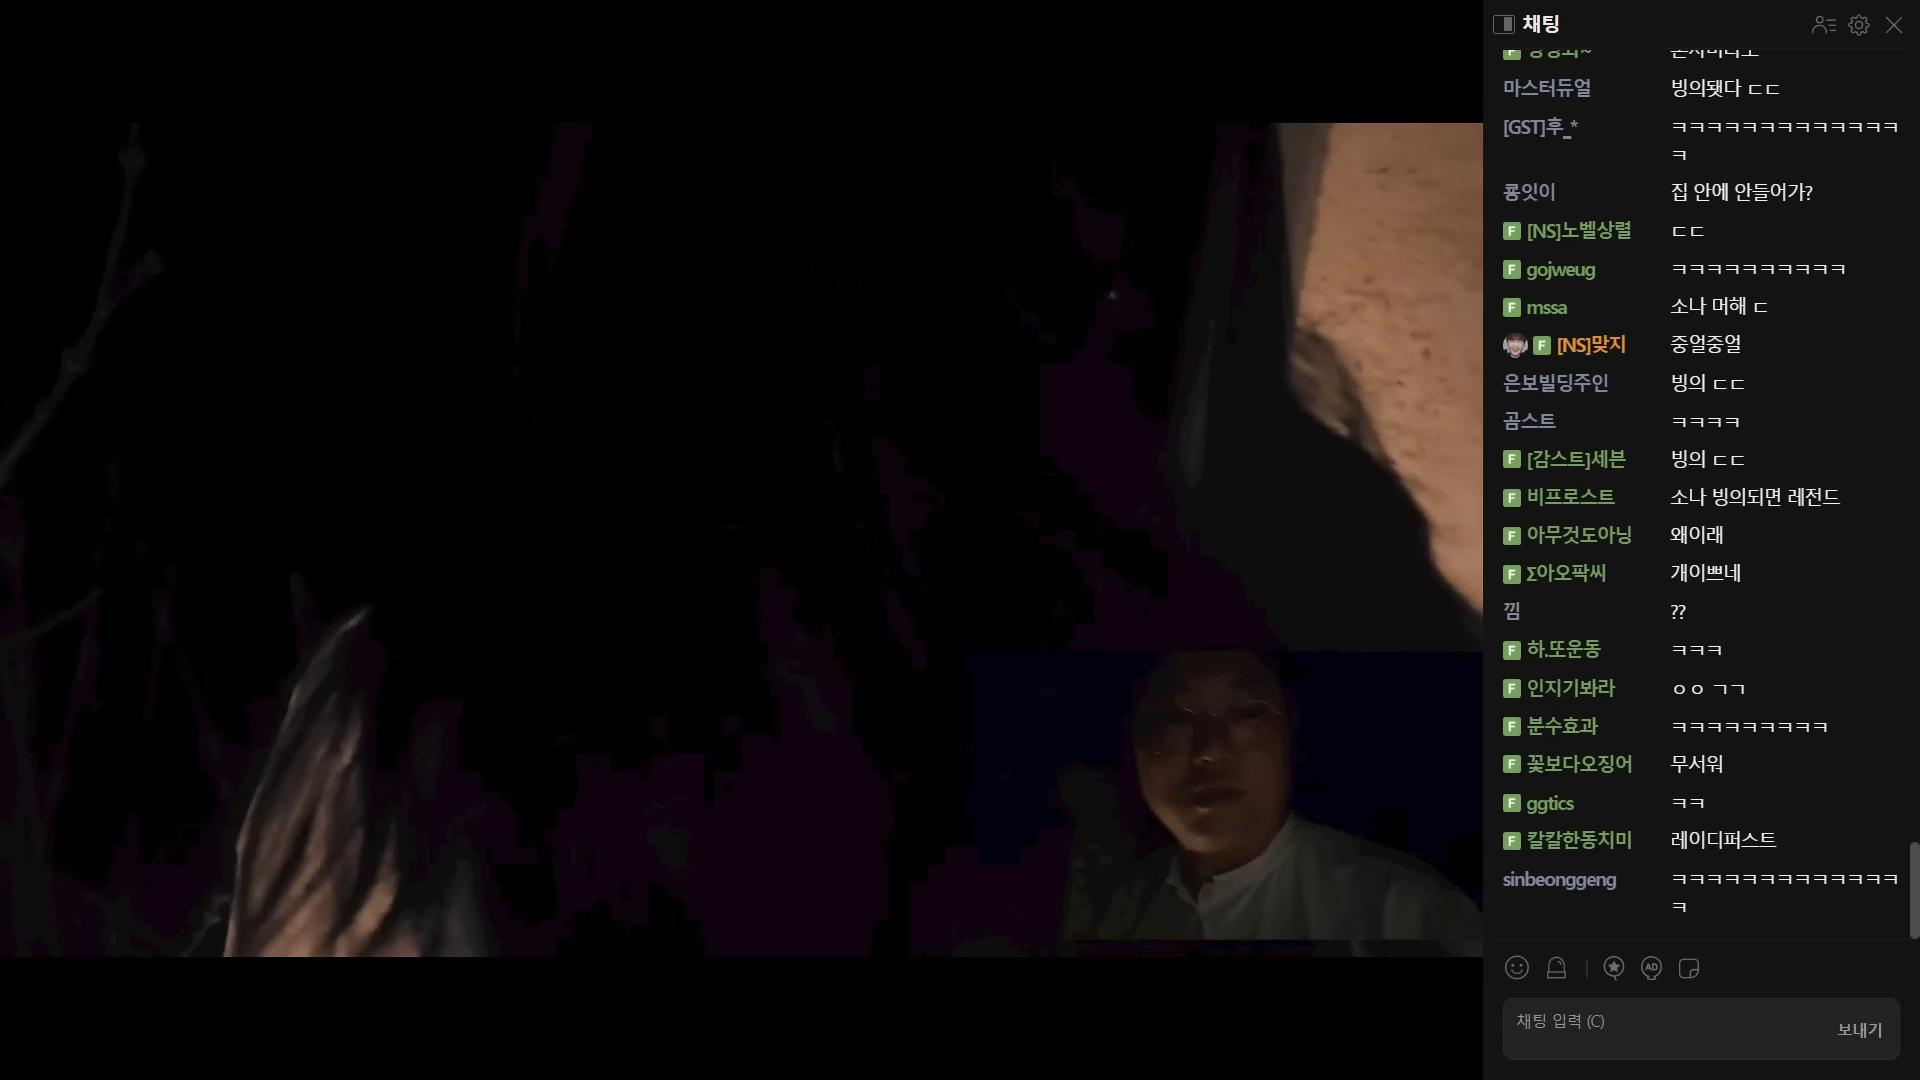 채팅
마스터듀얼 빙의됏다 ㄷㄷ
[GST]후_* ㅋㅋㅋㅋㅋㅋㅋㅋㅋㅋㅋㅋㅋ
ㅋ
룡잇이 집 안에 안들어가?
F [NS]노벨상렬 ㄷㄷ
F gojweug ㅋㅋㅋㅋㅋㅋㅋㅋㅋㅋ
F mssa 소나 머해 ㄷ
F [NS]맞지 중얼중얼
은보빌딩주인 빙의 ㄷㄷ
곰스트 ㅋㅋㅋㅋ
F [감스트]세븐 빙의 ㄷㄷ
F 비프로스트 소나 빙의되면 레전드
F 아무것도아닝 왜이래
F Σ아오팍씨 개이쁘네
낌 ??
F 하.또운동 ㅋㅋㅋ
F 인지기봐라 ㅇㅇ ㄱㄱ
F 분수효과 ㅋㅋㅋㅋㅋㅋㅋㅋㅋ
F 꽃보다오징어 무서워
F ggtics ㅋㅋ
F 칼칼한동치미 레이디퍼스트
sinbeonggeng ㅋㅋㅋㅋㅋㅋㅋㅋㅋㅋㅋㅋㅋ
ㅋ
AD
채팅 입력 (C)
보내기